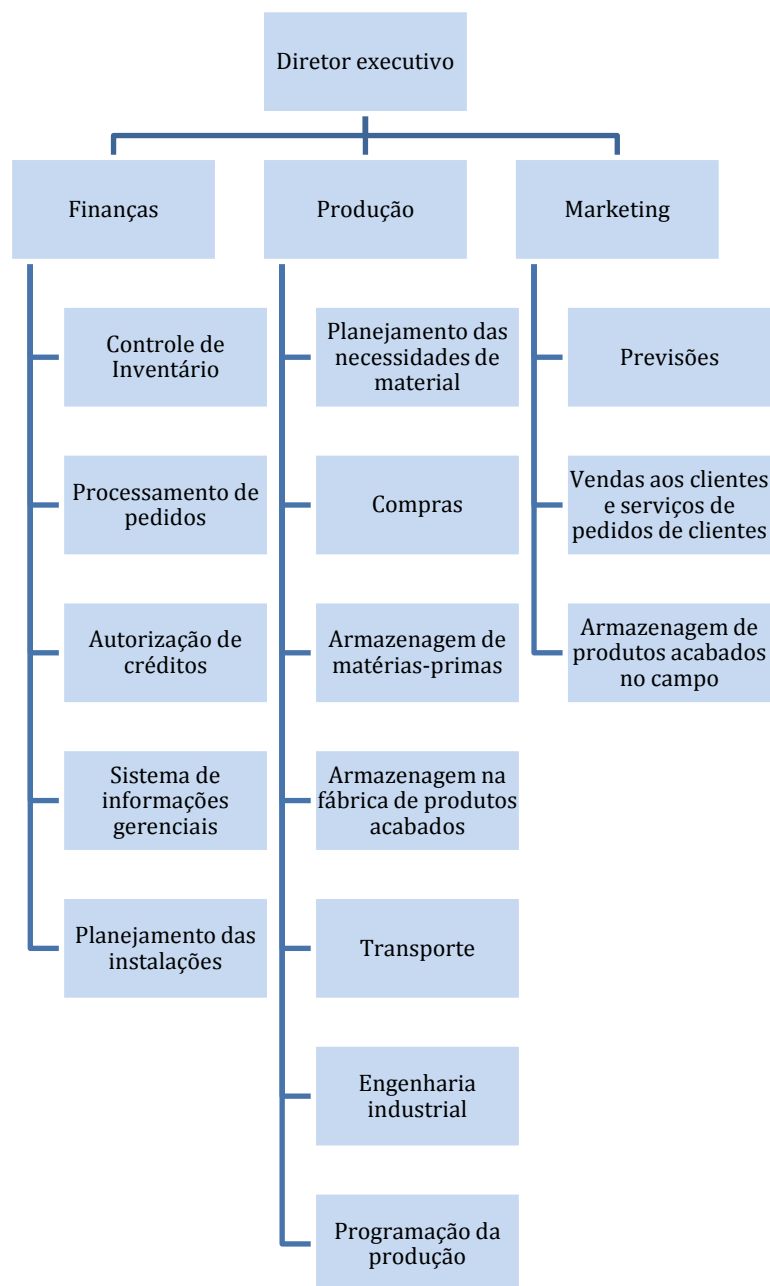 Diretor executivo
Finanças
Produção
Marketing
Controle de
Inventário
Processamento de
pedidos
Autorização de
créditos
Sistema de
informações
gerenciais
Planejamento das
instalações
Planejamento das
necessidades de
material
Compras
Armazenagem de
matérias-primas
Armazenagem na
fábrica de produtos
acabados
Transporte
Engenharia
industrial
Programação da
produção
Previsões
Vendas aos clientes
e serviços de
pedidos de clientes
Armazenagem de
produtos acabados
no campo